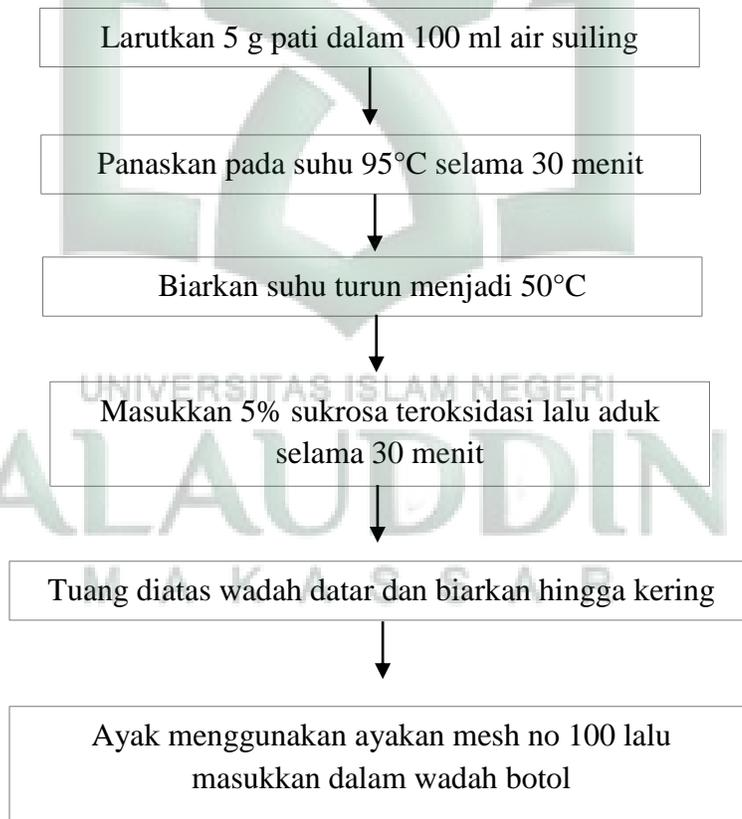 Larutkan 5 g pati dalam 100 ml air suiling
Panaskan pada suhu 95°C selama 30 menit
Biarkan suhu turun menjadi 50°C
UNIVERSITAS ISLAM NEGERI
Masukkan 5% sukrosa teroksidasi lalu aduk
selama 30 menit
ALAUDDIN
MAKASSAR
Tuang diatas wadah datar dan biarkan hingga kering
Ayak menggunakan ayakan mesh no 100 lalu
masukkan dalam wadah botol